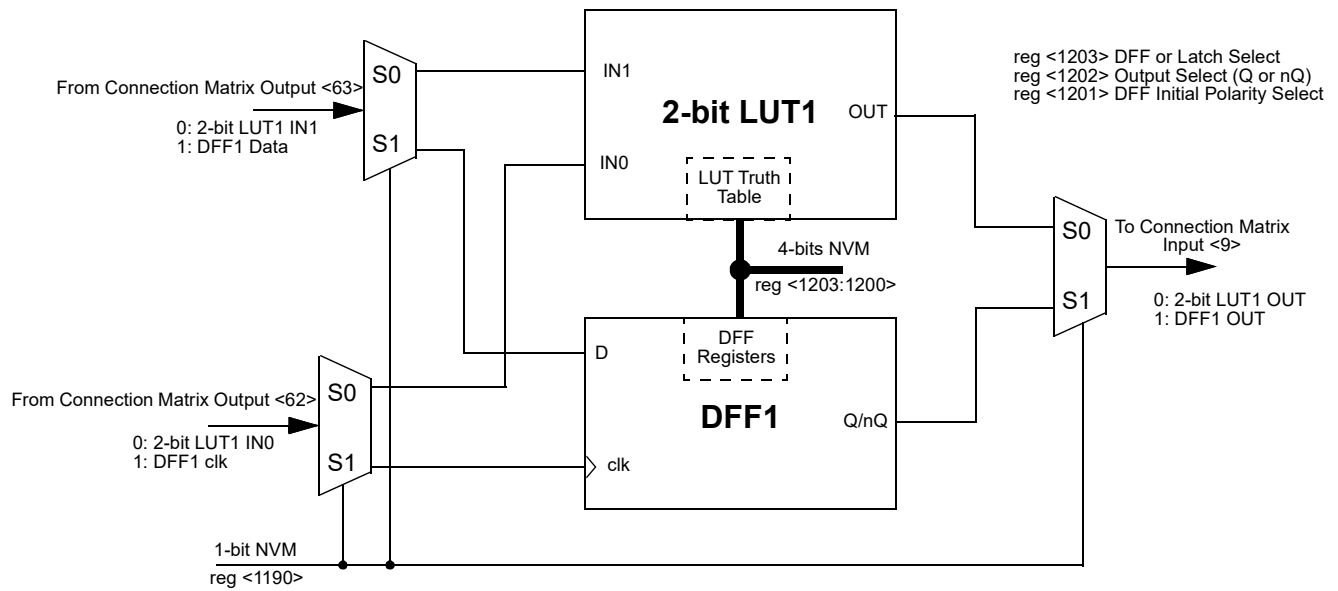 From Connection Matrix Output <63>
0: 2-bit LUT1 IN1
1: DFF1 Data
S0
S1
IN1
IN0
2-bit LUT1
OUT
LUT Truth
Table
reg <1203> DFF or Latch Select
reg <1202> Output Select (Q or nQ)
reg <1201> DFF Initial Polarity Select
4-bits NVM
reg <1203:1200>
S0
S1
To Connection Matrix
Input <9>
0: 2-bit LUT1 OUT
1: DFF1 OUT
From Connection Matrix Output <62>
0: 2-bit LUT1 IN0
1: DFF1 clk
S0
S1
D
clk
DFF
Registers
DFF1
Q/nQ
1-bit NVM
reg <1190>